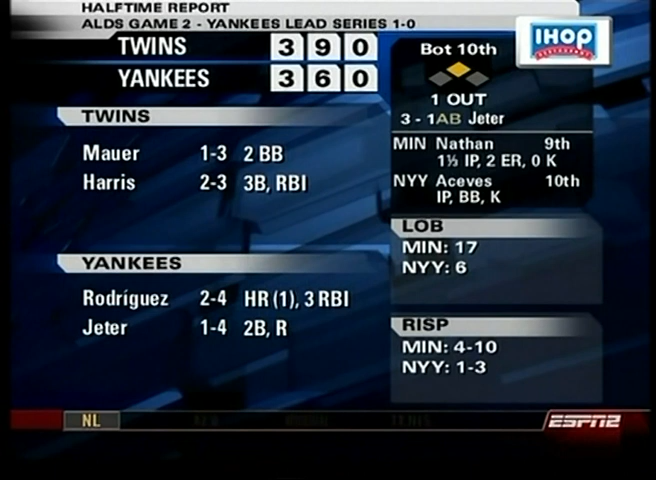 HALFTIME REPORT
ALDS GAME 2 - YANKEES LEAD SERIES 1-0
TWINS 3 9 0
YANKEES 3 6 0
IHOP
RESTAURANT
Bot 10th
1 OUT
3 - 1AB Jeter
MIN Nathan 9th
1⅓ IP, 2 ER, 0 K
NYY Aceves 10th
IP, BB, K
TWINS
Mauer 1-3 2 BB
Harris 2-3 3B, RBI
YANKEES
Rodríguez 2-4 HR (1), 3 RBI
Jeter 1-4 2B, R
LOB
MIN: 17
NYY: 6
RISP
MIN: 4-10
NYY: 1-3
NL
ESPN2